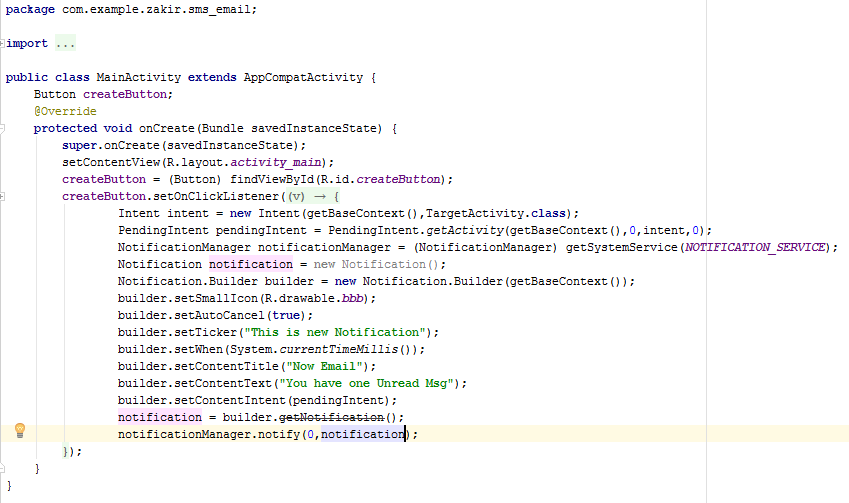 package com.example.zakir.sms_email;
import ...
public class MainActivity extends AppCompatActivity {
Button createButton;
@Override
protected void onCreate(Bundle savedInstanceState) {
super.onCreate(savedInstanceState);
setContentView(R.layout.activity_main);
createButton = (Button) findViewById(R.id.createButton);
createButton.setOnClickListener((v) → {
Intent intent = new Intent(getBaseContext(),TargetActivity.class);
PendingIntent pendingIntent = PendingIntent.getActivity(getBaseContext(),0,intent,0);
NotificationManager notificationManager = (NotificationManager) getSystemService(NOTIFICATION_SERVICE);
Notification notification = new Notification();
Notification.Builder builder = new Notification.Builder(getBaseContext());
builder.setSmallIcon(R.drawable.bbb);
builder.setAutoCancel(true);
builder.setTicker("This is new Notification");
builder.setWhen(System.currentTimeMillis());
builder.setContentTitle("Now Email");
builder.setContentText("You have one Unread Msg");
builder.setContentIntent(pendingIntent);
notification = builder.getNotification();
notificationManager.notify(0,notification);
});
}
}